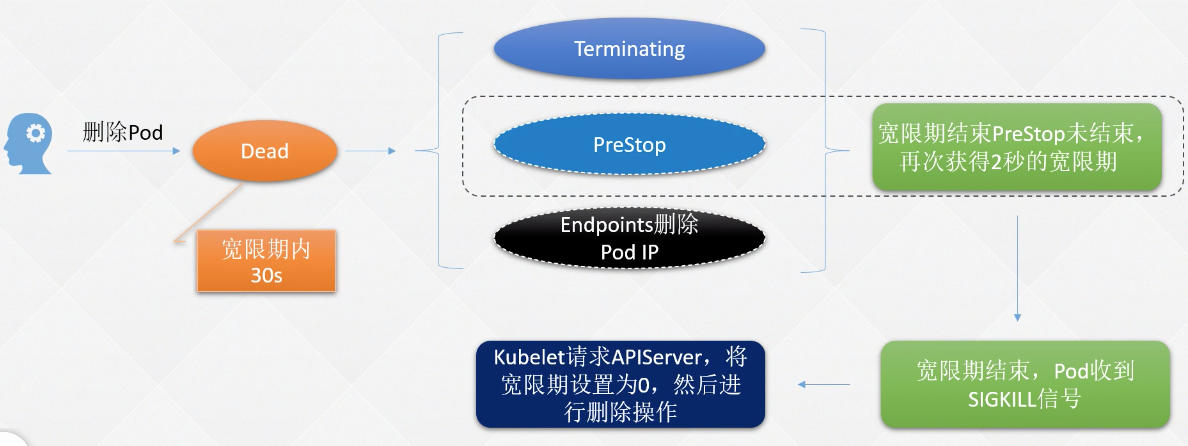 删除Pod
Dead
宽限期内
30s
Terminating
PreStop
Endpoints删除
Pod IP
宽限期结束PreStop未结束，
再次获得2秒的宽限期
宽限期结束，Pod收到
SIGKILL信号
Kubelet请求APIServer，将
宽限期设置为0，然后进
行删除操作